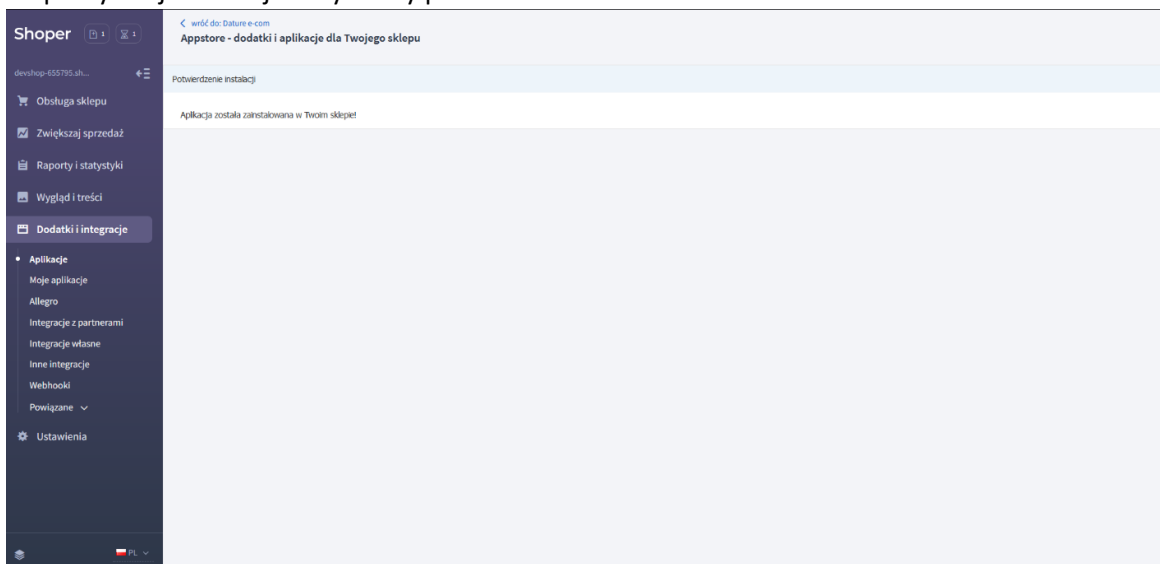 Shoper 1 1
devshop-655795.sh...
Obsługa sklepu
Zwiększaj sprzedaż
Raporty i statystyki
Wygląd i treści
Dodatki i integracje
Aplikacje
Moje aplikacje
Allegro
Integracje z partnerami
Integracje własne
Inne integracje
Webhooki
Powiązane
Ustawienia
PL
wróć do: Dature e-com
Appstore - dodatki i aplikacje dla Twojego sklepu
Potwierdzenie instalacji
Aplikacja została zainstalowana w Twoim sklepie!